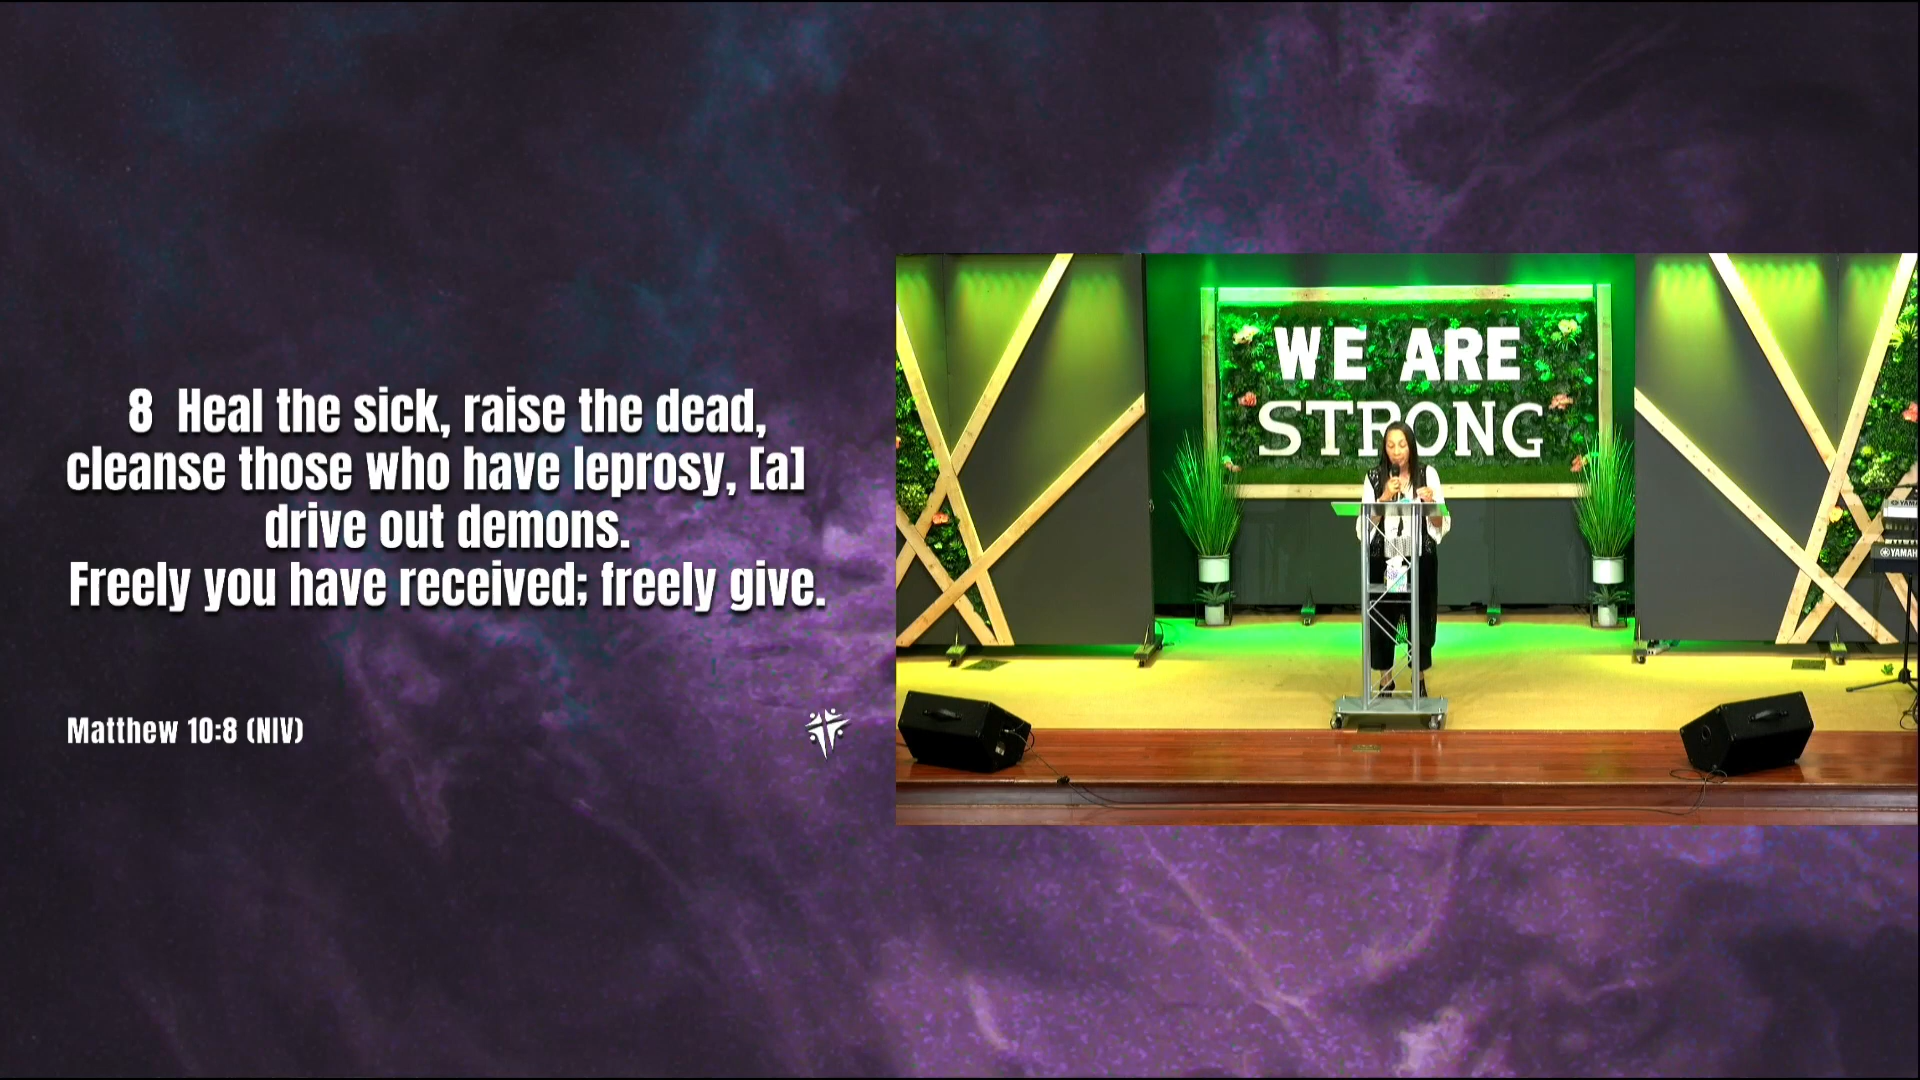 8 Heal the sick, raise the dead,
cleanse those who have leprosy, [a]
drive out demons.
Freely you have received; freely give.
Matthew 10:8 (NIV)
WE ARE
STRONG
YAMAH